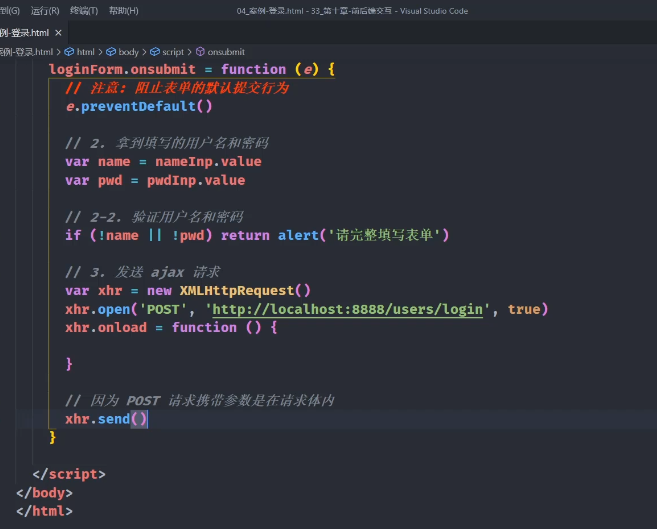 到(G) 运行(R) 终端(T) 帮助(H) 04_案例-登录.html - 33_第十章-前后端交互 - Visual Studio Code
例-登录.html ×
案例-登录.html > html > body > script > onsubmit
loginForm.onsubmit = function (e) {
// 注意: 阻止表单的默认提交行为
e.preventDefault()
// 2. 拿到填写的用户名和密码
var name = nameInp.value
var pwd = pwdInp.value
// 2-2. 验证用户名和密码
if (!name || !pwd) return alert('请完整填写表单')
// 3. 发送 ajax 请求
var xhr = new XMLHttpRequest()
xhr.open('POST', 'http://localhost:8888/users/login', true)
xhr.onload = function () {
}
// 因为 POST 请求携带参数是在请求体内
xhr.send()
}
</script>
</body>
</html>